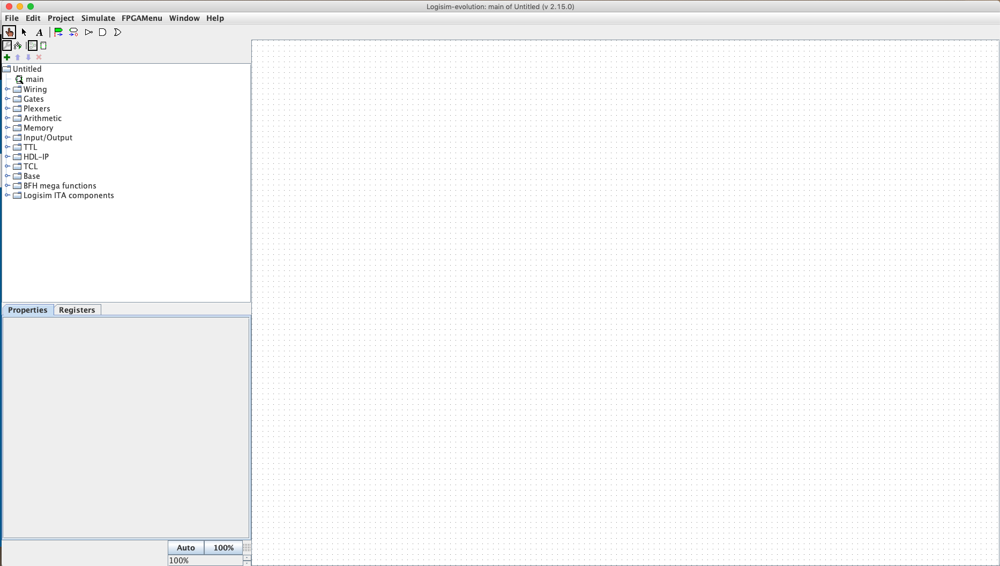 Logisim-evolution: main of Untitled (v 2.15.0)
File Edit Project Simulate FPGAMenu Window Help
A
Untitled
main
Wiring
Gates
Plexers
Arithmetic
Memory
Input/Output
TTL
HDL-IP
TCL
Base
BFH mega functions
Logisim ITA components
Properties Registers
Auto 100%
100%